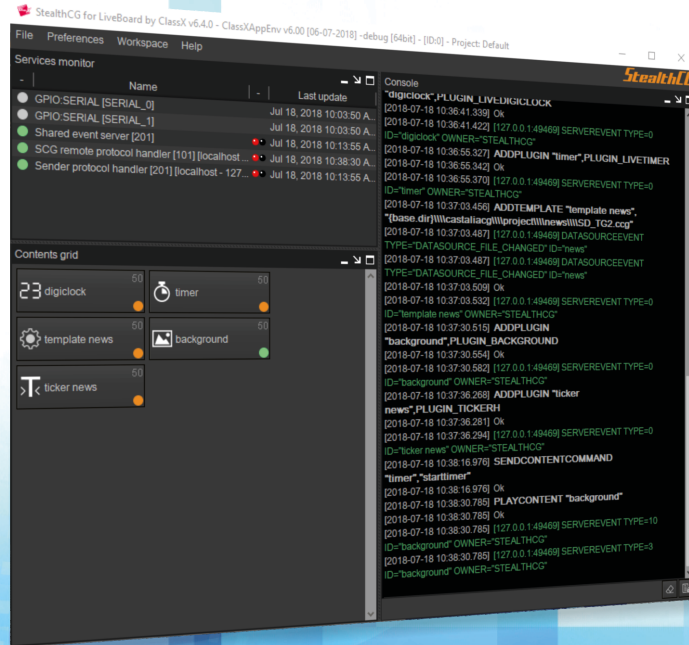 StealthCG for LiveBoard by ClassX v6.4.0 - ClassXAppEnv v6.00 [06-07-2018] -debug [64bit] - [ID:0] - Project: Default
File Preferences Workspace Help
StealthCG
Services monitor
- Name - Last update
GPIO:SERIAL [SERIAL_0] Jul 18, 2018 10:03:50 A...
GPIO:SERIAL [SERIAL_1] Jul 18, 2018 10:03:50 A...
Shared event server [201] Jul 18, 2018 10:13:55 A...
SCG remote protocol handler [101] [localhost ... Jul 18, 2018 10:38:30 A...
Sender protocol handler [201] [localhost - 127... Jul 18, 2018 10:13:55 A...
Contents grid
23 digiclock 50
timer 50
template news 50
background 50
>T< ticker news 50
Console
"digiclock",PLUGIN_LIVEDIGICLOCK
[2018-07-18 10:36:41.339] Ok
[2018-07-18 10:36:41.422] [127.0.0.1:49469] SERVEREVENT TYPE=0
ID="digiclock" OWNER="STEALTHCG"
[2018-07-18 10:36:55.327] ADDPLUGIN "timer",PLUGIN_LIVETIMER
[2018-07-18 10:36:55.342] Ok
[2018-07-18 10:36:55.370] [127.0.0.1:49469] SERVEREVENT TYPE=0
ID="timer" OWNER="STEALTHCG"
[2018-07-18 10:37:03.456] ADDTEMPLATE "template news",
"{base.dir}\\\\castaliacg\\\\project\\\\news\\\\SD_TG2.ccg"
[2018-07-18 10:37:03.487] [127.0.0.1:49469] DATASOURCEEVENT
TYPE="DATASOURCE_FILE_CHANGED" ID="news"
[2018-07-18 10:37:03.487] [127.0.0.1:49469] DATASOURCEEVENT
TYPE="DATASOURCE_FILE_CHANGED" ID="news"
[2018-07-18 10:37:03.509] Ok
[2018-07-18 10:37:03.532] [127.0.0.1:49469] SERVEREVENT TYPE=0
ID="template news" OWNER="STEALTHCG"
[2018-07-18 10:37:30.515] ADDPLUGIN
"background",PLUGIN_BACKGROUND
[2018-07-18 10:37:30.554] Ok
[2018-07-18 10:37:30.582] [127.0.0.1:49469] SERVEREVENT TYPE=0
ID="background" OWNER="STEALTHCG"
[2018-07-18 10:37:36.268] ADDPLUGIN "ticker
news",PLUGIN_TICKERH
[2018-07-18 10:37:36.281] Ok
[2018-07-18 10:37:36.294] [127.0.0.1:49469] SERVEREVENT TYPE=0
ID="ticker news" OWNER="STEALTHCG"
[2018-07-18 10:38:16.976] SENDCONTENTCOMMAND
"timer","starttimer"
[2018-07-18 10:38:16.976] Ok
[2018-07-18 10:38:30.785] PLAYCONTENT "background"
[2018-07-18 10:38:30.785] Ok
[2018-07-18 10:38:30.785] [127.0.0.1:49469] SERVEREVENT TYPE=10
ID="background" OWNER="STEALTHCG"
[2018-07-18 10:38:30.785] [127.0.0.1:49469] SERVEREVENT TYPE=3
ID="background" OWNER="STEALTHCG"